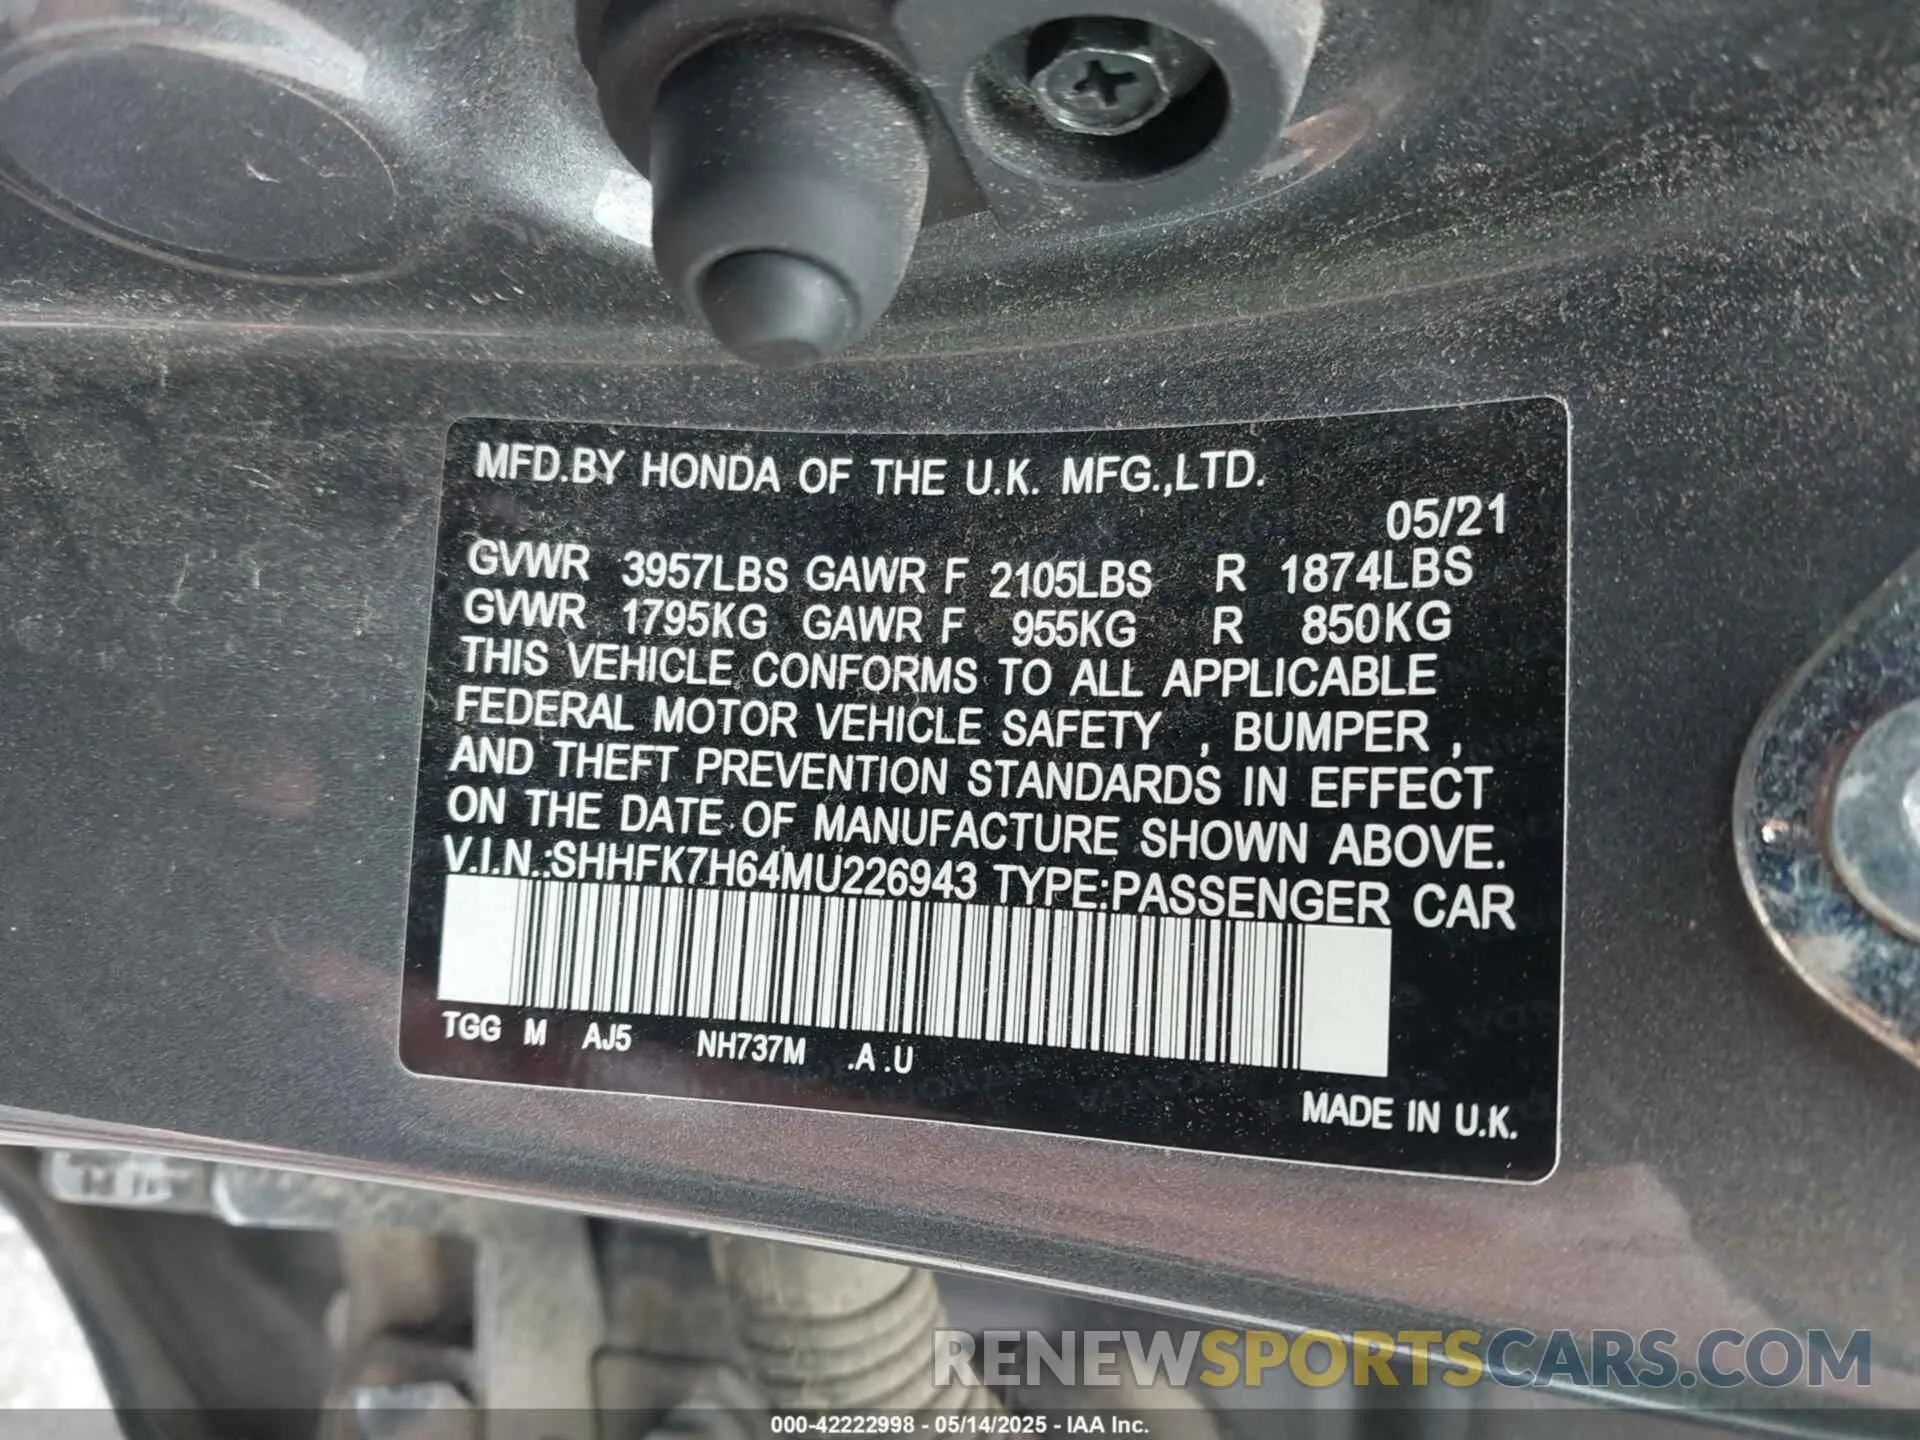 MFD.BY HONDA OF THE U.K. MFG.,LTD.
05/21
GVWR 3957LBS GAWR F 2105LBS R 1874LBS
GVWR 1795KG GAWR F 955KG R 850KG
THIS VEHICLE CONFORMS TO ALL APPLICABLE
FEDERAL MOTOR VEHICLE SAFETY , BUMPER ,
AND THEFT PREVENTION STANDARDS IN EFFECT
ON THE DATE OF MANUFACTURE SHOWN ABOVE.
V.I.N.:SHHFK7H64MU226943 TYPE:PASSENGER CAR
TGG M AJ5 NH737M .A .U
MADE IN U.K.
RENEWSPORTSCARS.COM
000-42222998 - 05/14/2025 - IAA Inc.